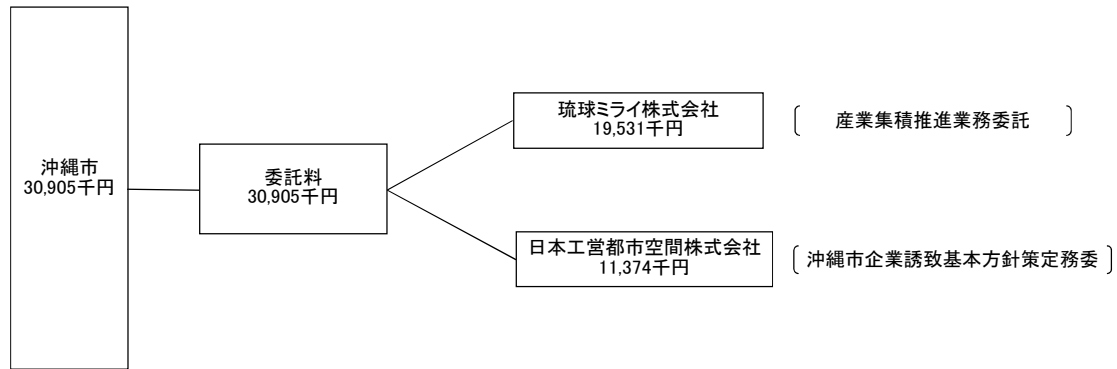 沖縄市
30,905千円
委託料
30,905千円
琉球ミライ株式会社
19,531千円
産業集積推進業務委託
日本工営都市空間株式会社
11,374千円
沖縄市企業誘致基本方針策定務委